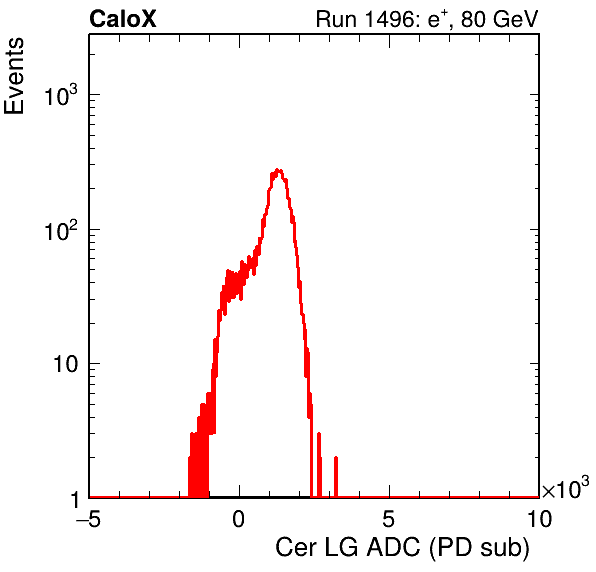 CaloX Run 1496: e⁺, 80 GeV
Events
10³
10²
10
1
−5 0 5 10 ×10³
Cer LG ADC (PD sub)